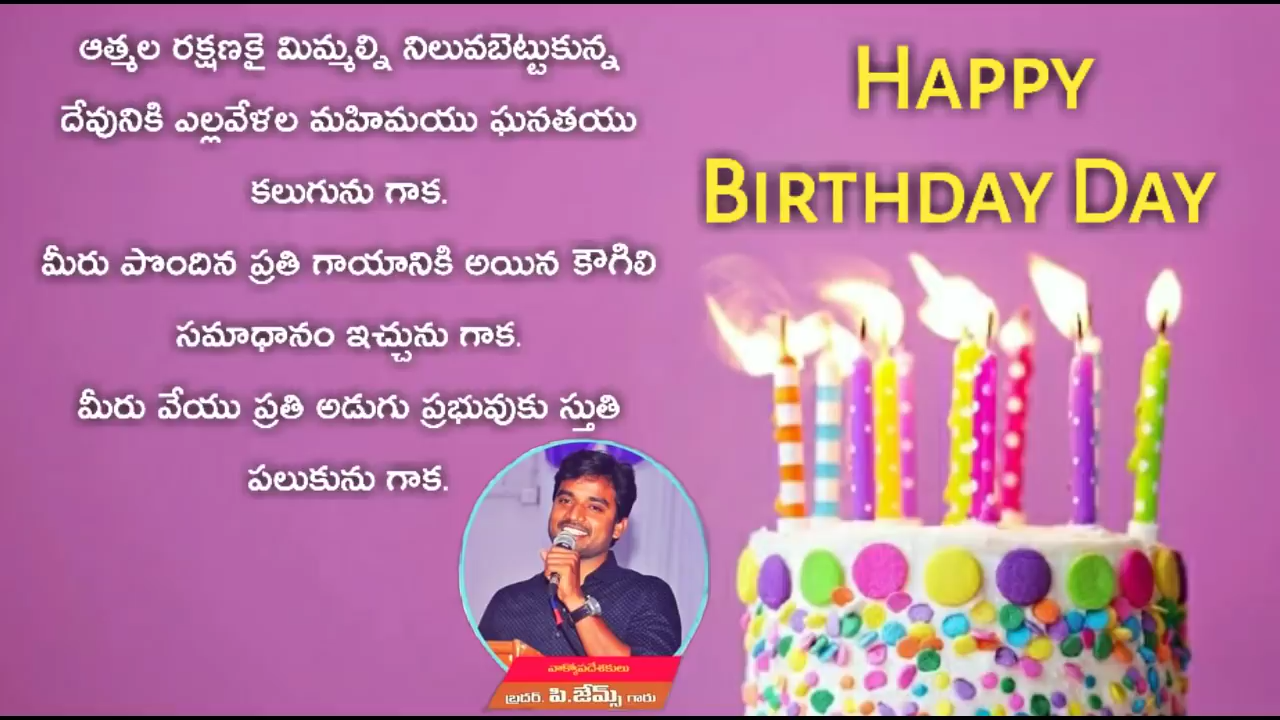 ఆత్మల రక్షణకై మిమ్మల్ని నిలువబెట్టుకున్న
దేవునికి ఎల్లవేళల మహిమయు ఘనతయు
కలుగును గాక.
మీరు పొందిన ప్రతి గాయానికి అయిన కౌగిలి
సమాధానం ఇచ్చును గాక.
మీరు వేయు ప్రతి అడుగు ప్రభువుకు స్తుతి
పలుకును గాక.
HAPPY
BIRTHDAY DAY
వాక్యోపదేశకులు
బ్రదర్. పి.జేమ్స్ గారు